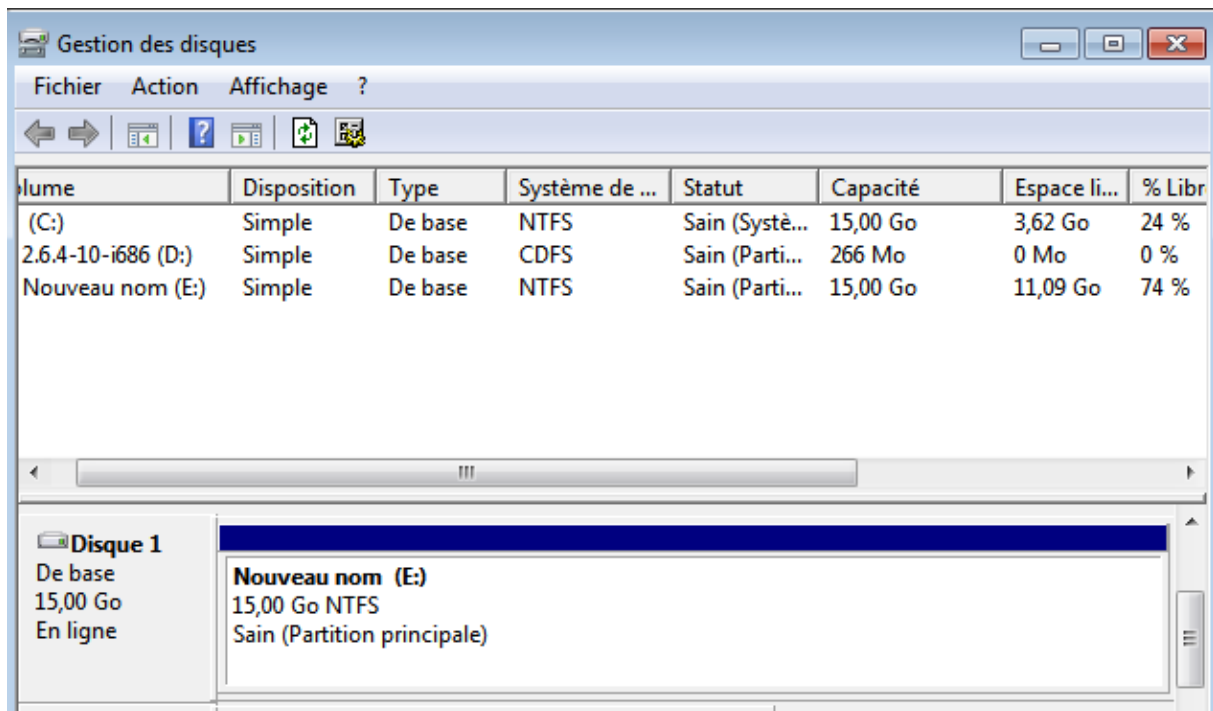 Gestion des disques
Fichier Action Affichage ?
lume Disposition Type Système de ... Statut Capacité Espace li... % Libr
(C:) Simple De base NTFS Sain (Systè... 15,00 Go 3,62 Go 24 %
2.6.4-10-i686 (D:) Simple De base CDFS Sain (Parti... 266 Mo 0 Mo 0 %
Nouveau nom (E:) Simple De base NTFS Sain (Parti... 15,00 Go 11,09 Go 74 %
Disque 1
De base
15,00 Go
En ligne
Nouveau nom (E:)
15,00 Go NTFS
Sain (Partition principale)